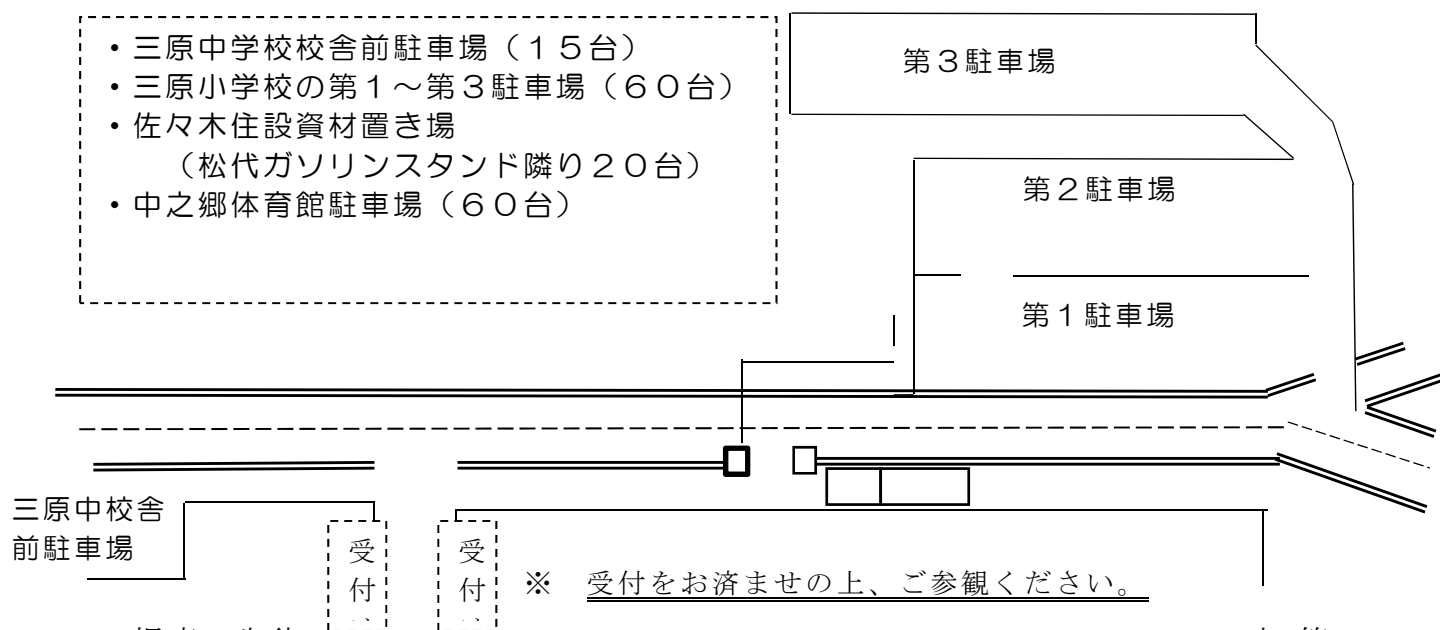 ・三原中学校校舎前駐車場（１５台）
・三原小学校の第１～第３駐車場（６０台）
・佐々木住設資材置き場
（松代ガソリンスタンド隣り２０台）
・中之郷体育館駐車場（６０台）
第３駐車場
第２駐車場
第１駐車場
三原中校舎
前駐車場
受付
受付
※　受付をお済ませの上、ご参観ください。